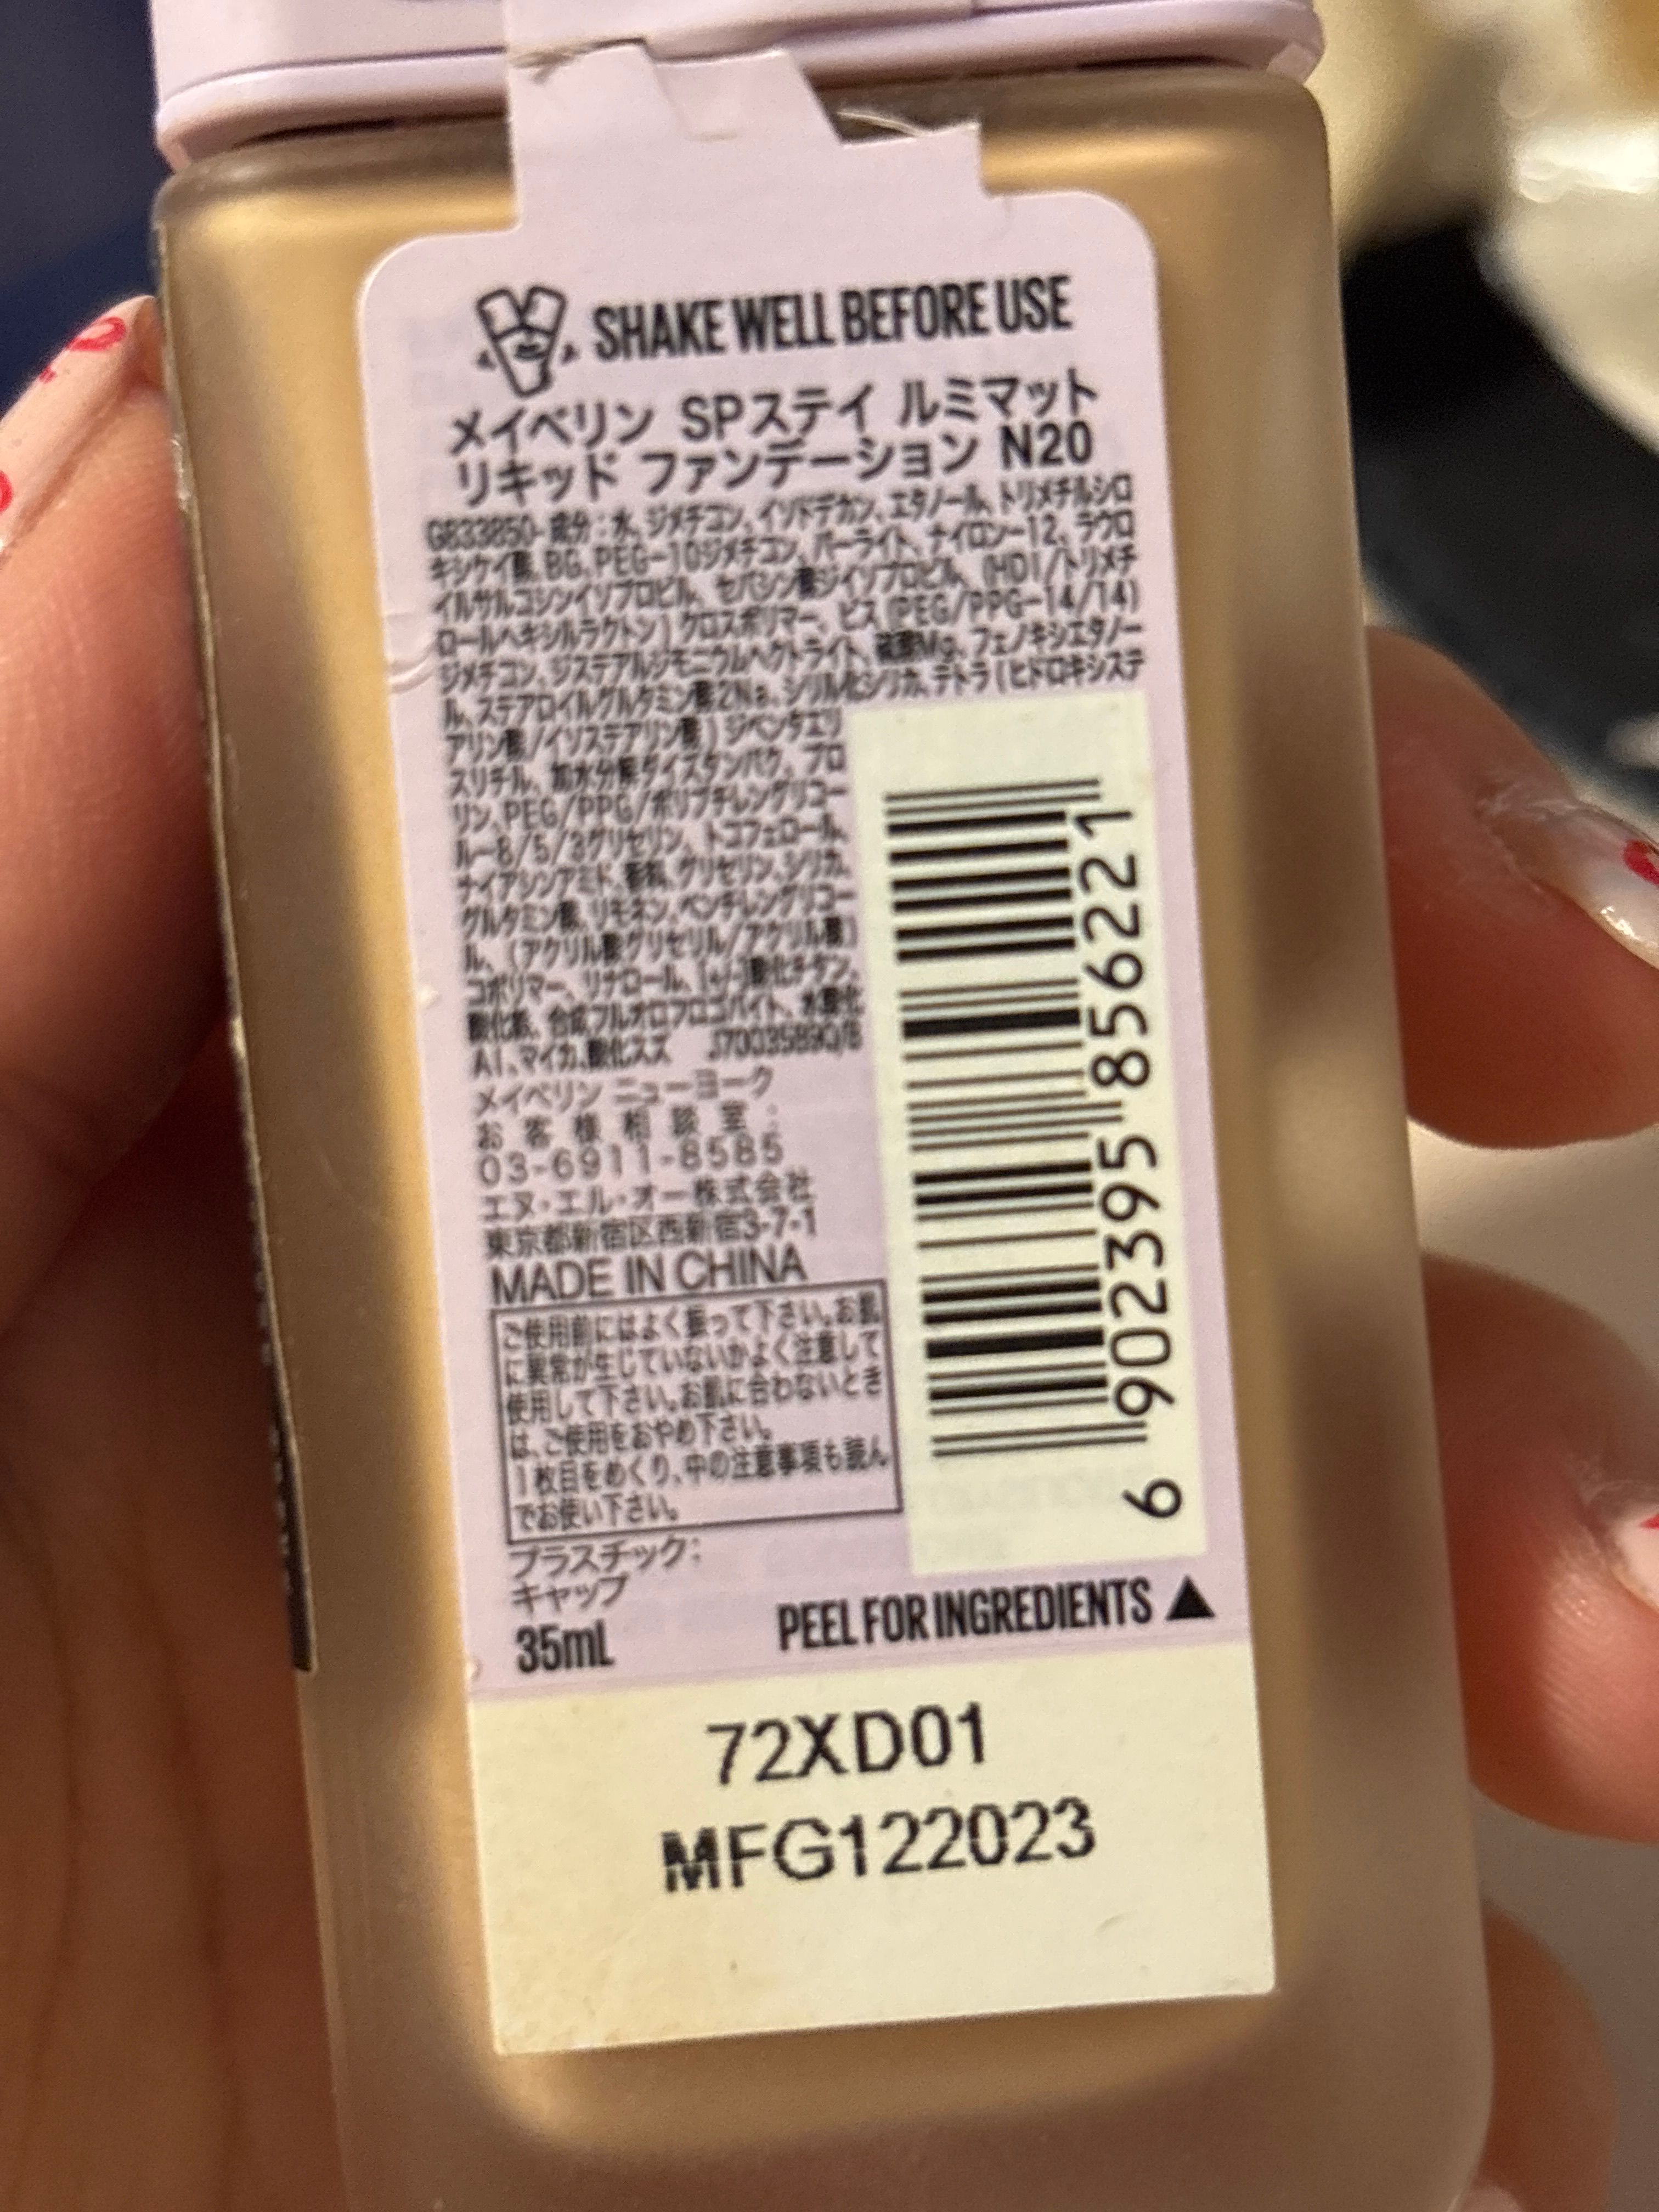 SHAKE WELL BEFORE USE
メイベリン SPステイ ルミマット
リキッド ファンデーション N20
G833850- 成分:水、ジメチコン、イソドデカン、エタノール、トリメチルシロ
キシケイ酸、BG、PEG-10ジメチコン、パーライト、ナイロン-12、ラウロ
イルサルコシンイソプロピル、セバシン酸ジイソプロピル、(HDI/トリメチ
ロールヘキシルラクトン)クロスポリマー、ビス(PEG/PPG-14/14)
ジメチコン、ジステアルジモニウムヘクトライト、硫酸Mg、フェノキシエタノー
ル、ステアロイルグルタミン酸2Na、シリル化シリカ、テトラ(ヒドロキシステ
アリン酸/イソステアリン酸)ジペンタエリ
スリチル、加水分解ダイズタンパク、プロ
リン、PEG/PPG/ポリブチレングリコー
ル-8/5/3グリセリン、トコフェロール、
ナイアシンアミド、香料、グリセリン、シリカ、
グルタミン酸、リモネン、ペンチレングリコー
ル、(アクリル酸グリセリル/アクリル酸)
コポリマー、リナロール、[+/-]酸化チタン、
酸化鉄、合成フルオロフロゴパイト、水酸化
Al、マイカ、酸化スズ J7003589Q/B
メイベリン ニューヨーク
お客様相談室:
03-6911-8585
エヌ・エル・オー株式会社
東京都新宿区西新宿3-7-1
MADE IN CHINA
ご使用前にはよく振って下さい。お肌
に異常が生じていないかよく注意して
使用して下さい。お肌に合わないとき
は、ご使用をおやめ下さい。
1枚目をめくり、中の注意事項も読ん
でお使い下さい。
プラスチック:
キャップ
35mL
PEEL FOR INGREDIENTS ▲
6 902395 856221
72XD01
MFG122023